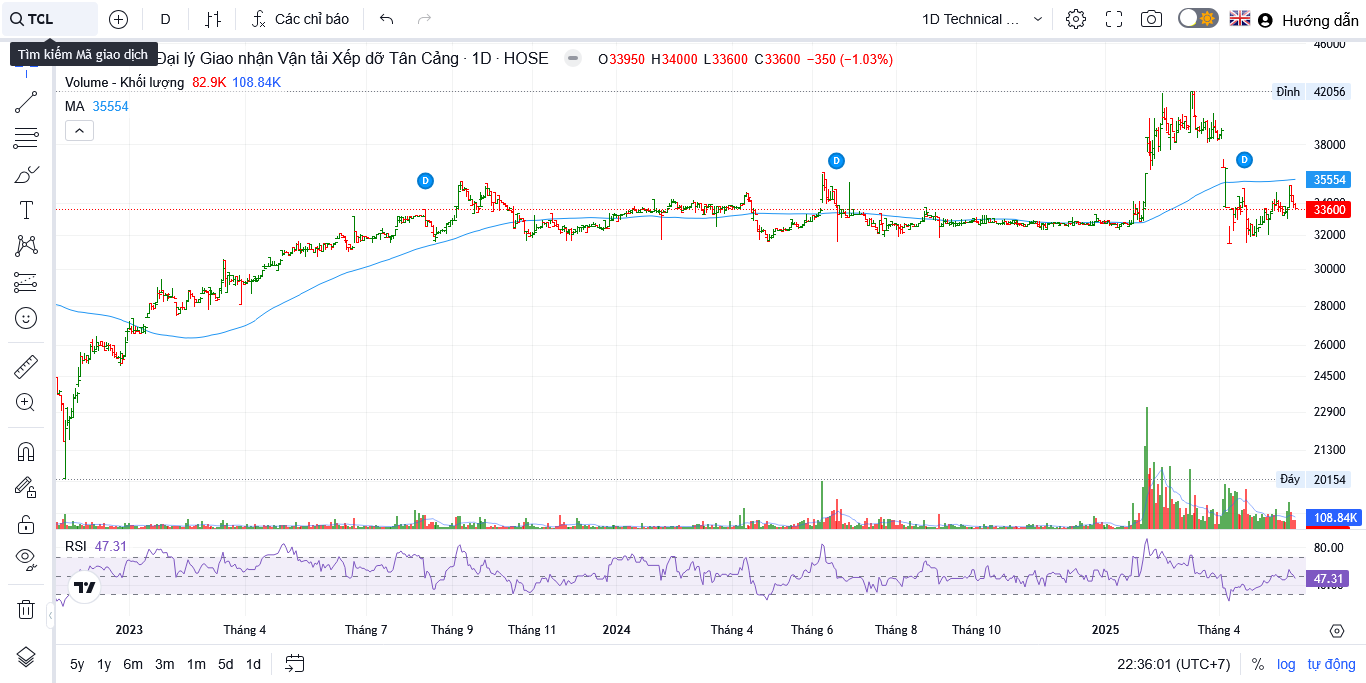 TCL
D
Các chỉ báo
1D Technical ...
Hướng dẫn
Tìm kiếm Mã giao dịch
Đại lý Giao nhận Vận tải Xếp dỡ Tân Cảng · 1D · HOSE
O33950 H34000 L33600 C33600 −350 (−1.03%)
Volume - Khối lượng 82.9K 108.84K
MA 35554
46000
Đỉnh 42056
38000
D
D
D
35554
33600
32000
30000
28000
26000
24500
22900
21300
Đáy 20154
108.84K
RSI 47.31
80.00
47.31
2023
Tháng 4
Tháng 7
Tháng 9
Tháng 11
2024
Tháng 4
Tháng 6
Tháng 8
Tháng 10
2025
Tháng 4
5y 1y 6m 3m 1m 5d 1d
22:36:01 (UTC+7)
% log tự động